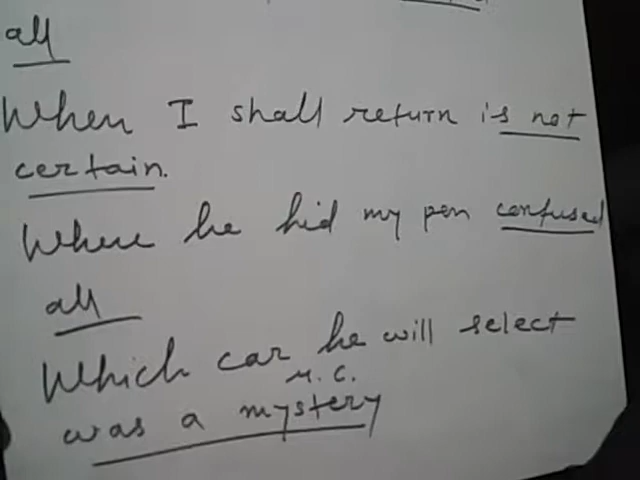 all
When I shall return is not
certain.
Where he hid my pen confused
all
Which car he will select
M. C.
was a mystery